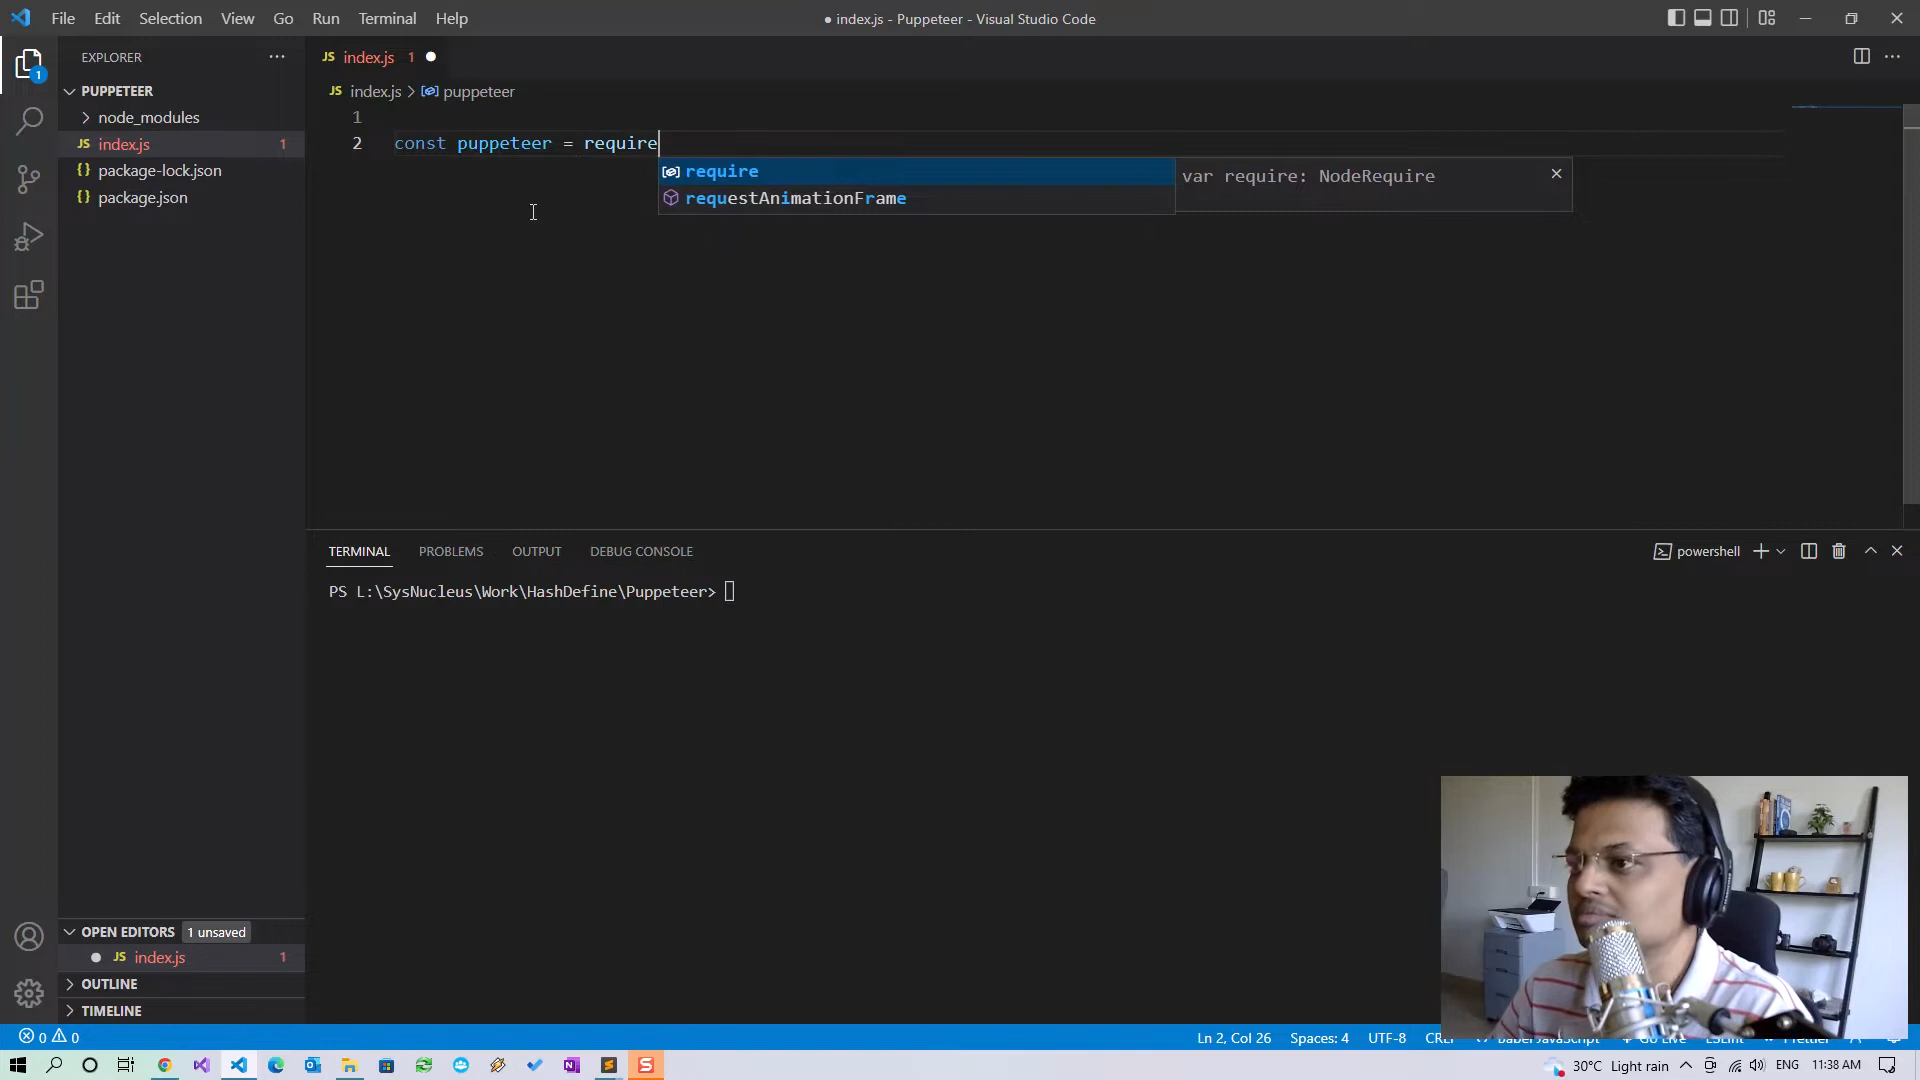 File Edit Selection View Go Run Terminal Help
● index.js - Puppeteer - Visual Studio Code
EXPLORER
JS index.js 1
PUPPETEER
JS index.js > puppeteer
node_modules
JS index.js 1
{} package-lock.json
{} package.json
1
2 const puppeteer = require
require
requestAnimationFrame
var require: NodeRequire
TERMINAL PROBLEMS OUTPUT DEBUG CONSOLE
powershell
PS L:\SysNucleus\Work\HashDefine\Puppeteer>
OPEN EDITORS 1 unsaved
JS index.js 1
OUTLINE
TIMELINE
0 0
Ln 2, Col 26 Spaces: 4 UTF-8
30°C Light rain ENG 11:38 AM